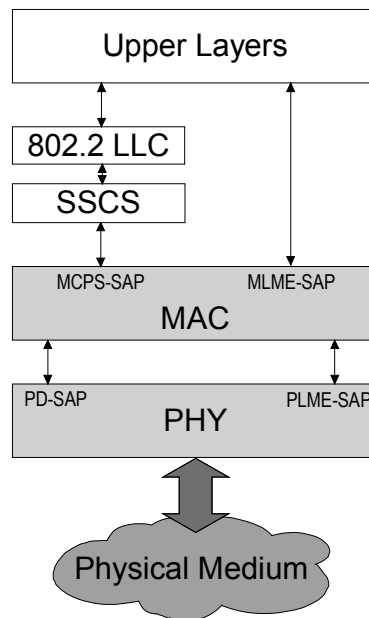 Upper Layers
802.2 LLC
SSCS
MCPS-SAP MLME-SAP
MAC
PD-SAP PLME-SAP
PHY
Physical Medium